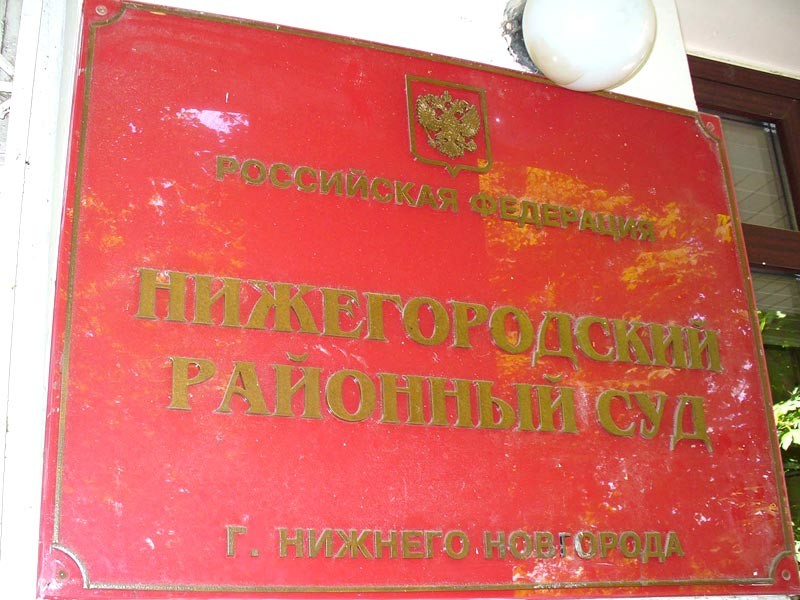 РОССИЙСКАЯ ФЕДЕРАЦИЯ
НИЖЕГОРОДСКИЙ
РАЙОННЫЙ СУД
Г. НИЖНЕГО НОВГОРОДА